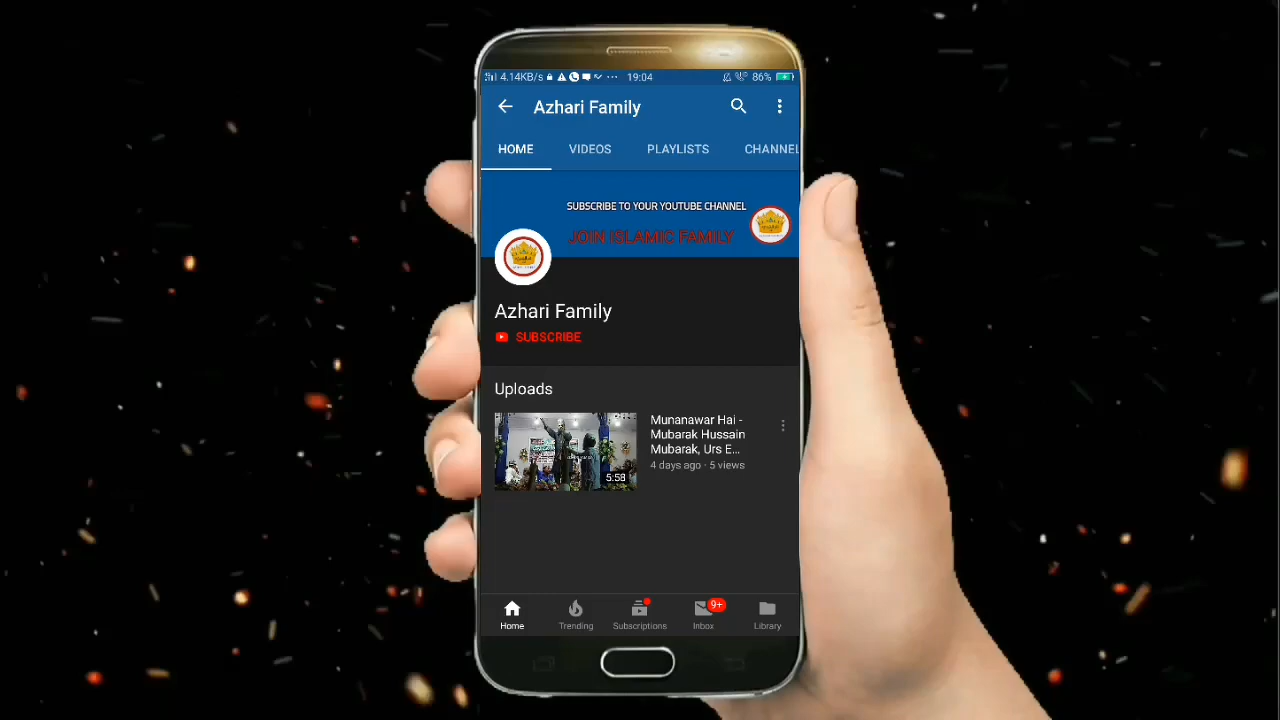 4.14KB/s 19:04 86%
Azhari Family
HOME VIDEOS PLAYLISTS CHANNEL
SUBSCRIBE TO YOUR YOUTUBE CHANNEL
JOIN ISLAMIC FAMILY
Azhari Family
SUBSCRIBE
Uploads
Munanawar Hai -
Mubarak Hussain
Mubarak, Urs E...
4 days ago · 5 views
5:58
9+
Home Trending Subscriptions Inbox Library